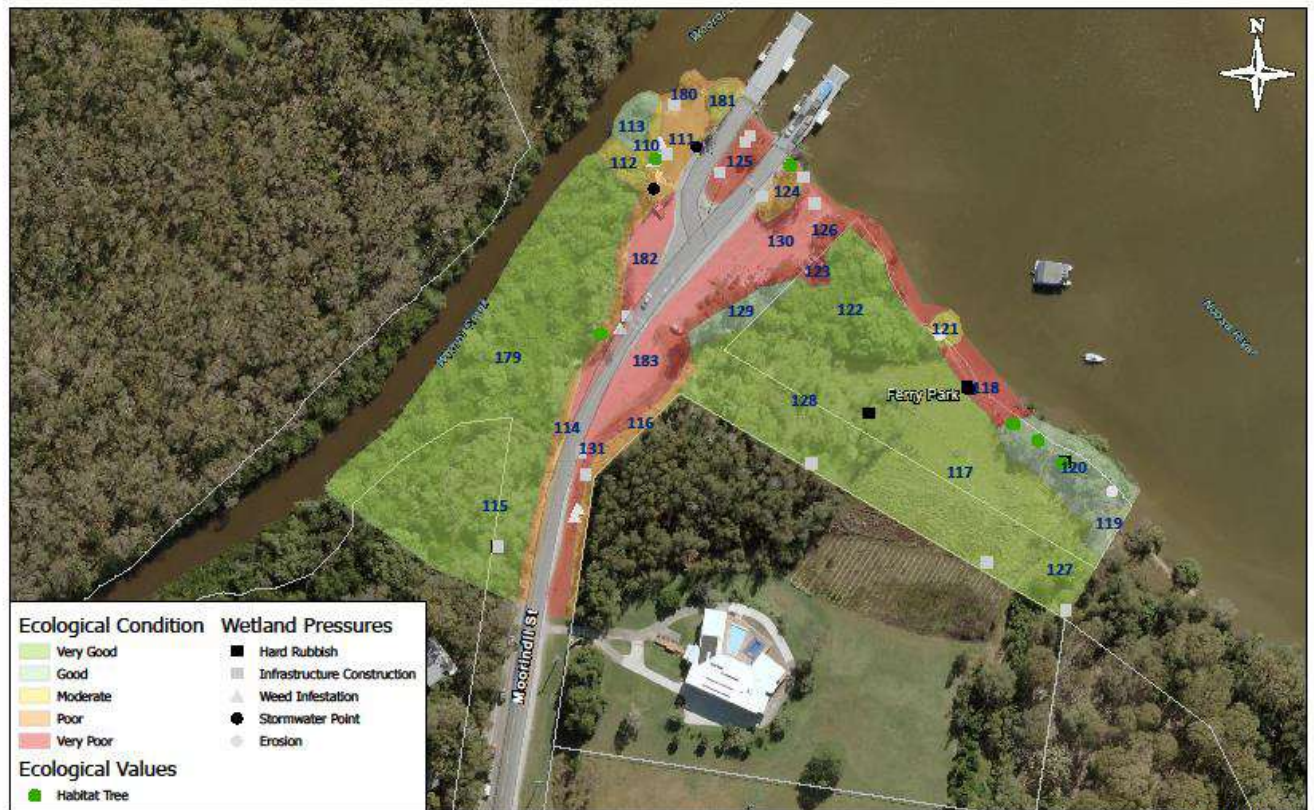 N
180
181
113
111
110
112
125
124
126
130
182
123
122
129
121
179
183
118
Ferry Park
128
114
116
117
131
120
115
119
127
Moorindil St
Ecological Condition
Very Good
Good
Moderate
Poor
Very Poor
Ecological Values
Habitat Tree
Wetland Pressures
Hard Rubbish
Infrastructure Construction
Weed Infestation
Stormwater Point
Erosion